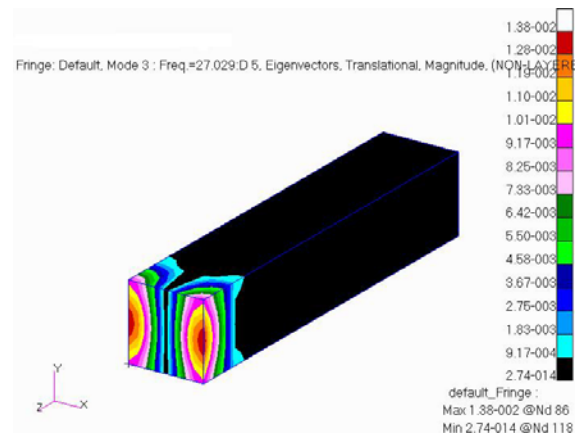 1.38-002
1.28-002
Fringe: Default, Mode 3 : Freq.=27.029:D 5, Eigenvectors, Translational, Magnitude, (NON-LAYERE
1.19-002
1.10-002
1.01-002
9.17-003
8.25-003
7.33-003
6.42-003
5.50-003
4.58-003
3.67-003
2.75-003
1.83-003
9.17-004
2.74-014
Y
Z X
default_Fringe :
Max 1.38-002 @Nd 86
Min 2.74-014 @Nd 118